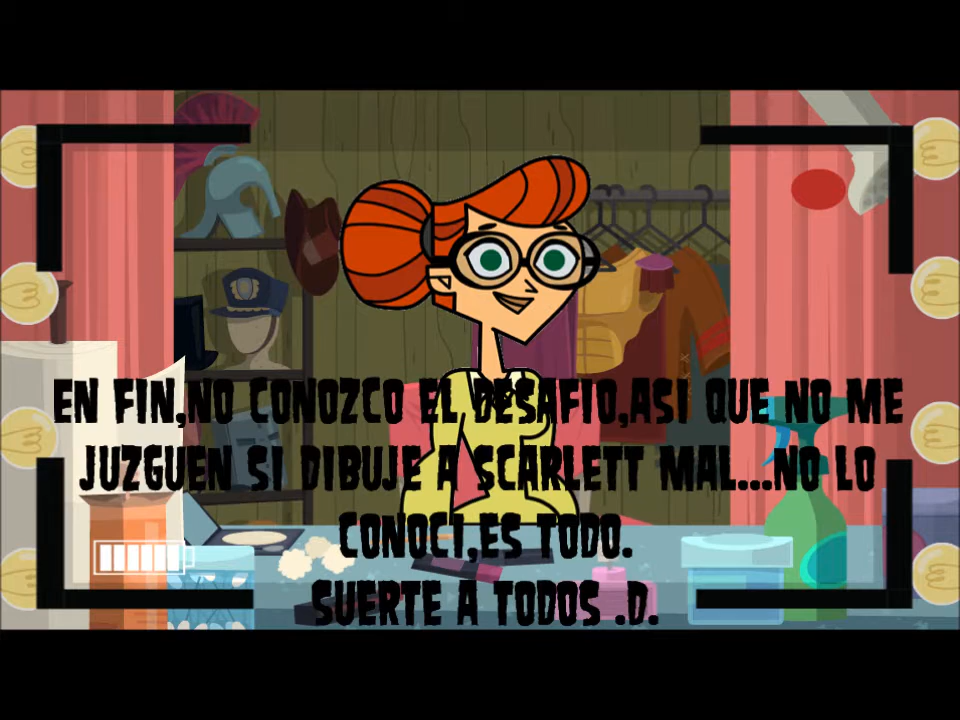 EN FIN,NO CONOZCO EL DESAFIO,ASI QUE NO ME
JUZGUEN SI DIBUJE A SCARLETT MAL...NO LO
CONOCI,ES TODO.
SUERTE A TODOS .D.